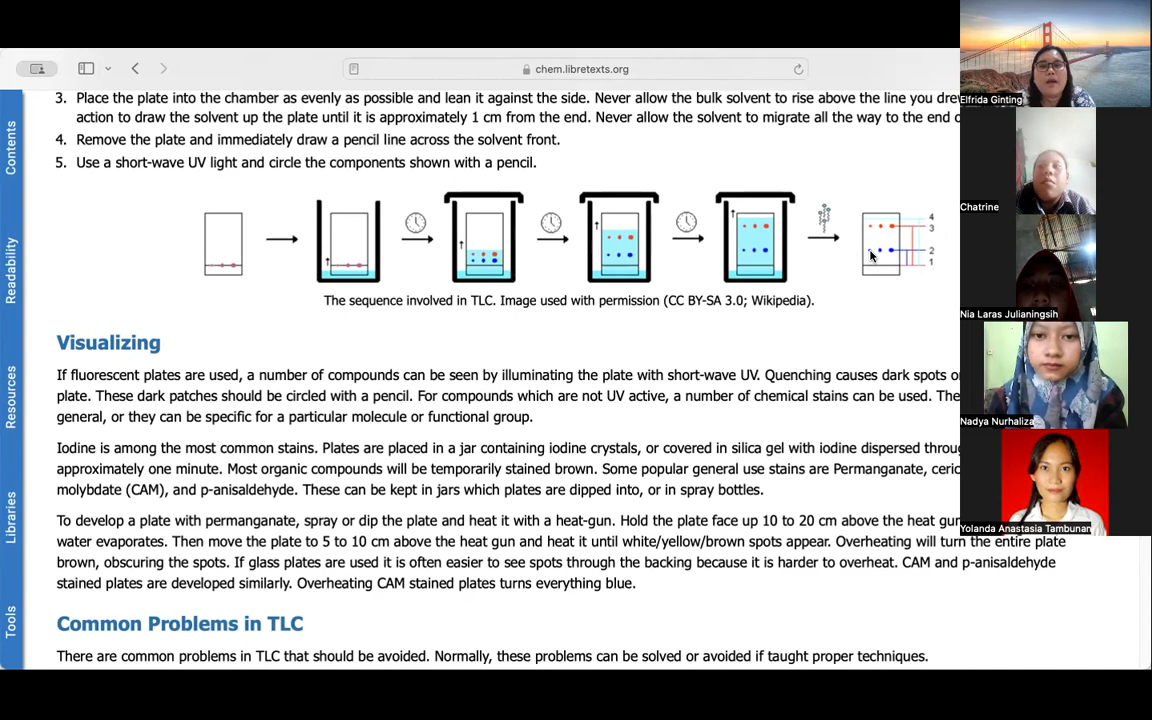 chem.libretexts.org
Contents
Readability
Resources
Libraries
Tools
3. Place the plate into the chamber as evenly as possible and lean it against the side. Never allow the bulk solvent to rise above the line you
action to draw the solvent up the plate until it is approximately 1 cm from the end. Never allow the solvent to migrate all the way to the end
4. Remove the plate and immediately draw a pencil line across the solvent front.
5. Use a short-wave UV light and circle the components shown with a pencil.
4
3
2
1
The sequence involved in TLC. Image used with permission (CC BY-SA 3.0; Wikipedia).
Visualizing
If fluorescent plates are used, a number of compounds can be seen by illuminating the plate with short-wave UV. Quenching causes dark spots
plate. These dark patches should be circled with a pencil. For compounds which are not UV active, a number of chemical stains can be used.
general, or they can be specific for a particular molecule or functional group.
Iodine is among the most common stains. Plates are placed in a jar containing iodine crystals, or covered in silica gel with iodine dispersed
approximately one minute. Most organic compounds will be temporarily stained brown. Some popular general use stains are Permanganate,
molybdate (CAM), and p-anisaldehyde. These can be kept in jars which plates are dipped into, or in spray bottles.
To develop a plate with permanganate, spray or dip the plate and heat it with a heat-gun. Hold the plate face up 10 to 20 cm above the heat
water evaporates. Then move the plate to 5 to 10 cm above the heat gun and heat it until white/yellow/brown spots appear. Overheating will turn the entire plate
brown, obscuring the spots. If glass plates are used it is often easier to see spots through the backing because it is harder to overheat. CAM and p-anisaldehyde
stained plates are developed similarly. Overheating CAM stained plates turns everything blue.
Common Problems in TLC
There are common problems in TLC that should be avoided. Normally, these problems can be solved or avoided if taught proper techniques.
Elfrida Ginting
Chatrine
Nia Laras Julianingsih
Nadya Nurhaliza
Yolanda Anastasia Tambunan